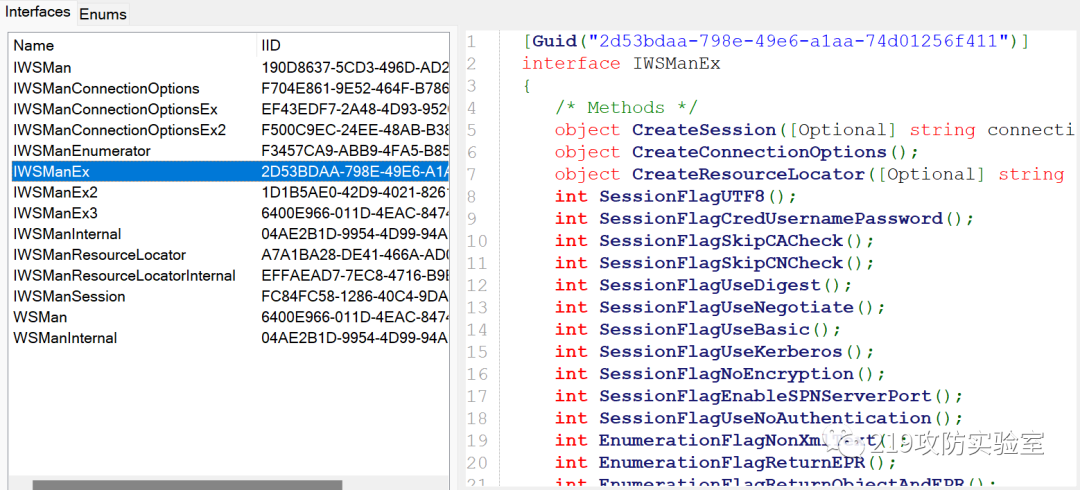 Interfaces Enums
Name IID
IWSMan 190D8637-5CD3-496D-AD2
IWSManConnectionOptions F704E861-9E52-464F-B786
IWSManConnectionOptionsEx EF43EDF7-2A48-4D93-952
IWSManConnectionOptionsEx2 F500C9EC-24EE-48AB-B38
IWSManEnumerator F3457CA9-ABB9-4FA5-B85
IWSManEx 2D53BDAA-798E-49E6-A1A
IWSManEx2 1D1B5AE0-42D9-4021-826
IWSManEx3 6400E966-011D-4EAC-847
IWSManInternal 04AE2B1D-9954-4D99-94A
IWSManResourceLocator A7A1BA28-DE41-466A-AD0
IWSManResourceLocatorInternal EFFAEAD7-7EC8-4716-B9
IWSManSession FC84FC58-1286-40C4-9DA
WSMan 6400E966-011D-4EAC-847
WSManInternal 04AE2B1D-9954-4D99-94A
1 [Guid("2d53bdaa-798e-49e6-a1aa-74d01256f411")]
2 interface IWSManEx
3 {
4 /* Methods */
5 object CreateSession([Optional] string connecti
6 object CreateConnectionOptions();
7 object CreateResourceLocator([Optional] string
8 int SessionFlagUTF8();
9 int SessionFlagCredUsernamePassword();
10 int SessionFlagSkipCACheck();
11 int SessionFlagSkipCNCheck();
12 int SessionFlagUseDigest();
13 int SessionFlagUseNegotiate();
14 int SessionFlagUseBasic();
15 int SessionFlagUseKerberos();
16 int SessionFlagNoEncryption();
17 int SessionFlagEnableSPNServerPort();
18 int SessionFlagUseNoAuthentication();
19 int
20 int EnumerationFlagReturnEPR();
21 int EnumerationFlagReturnObjectAndEPR();
219攻防实验室